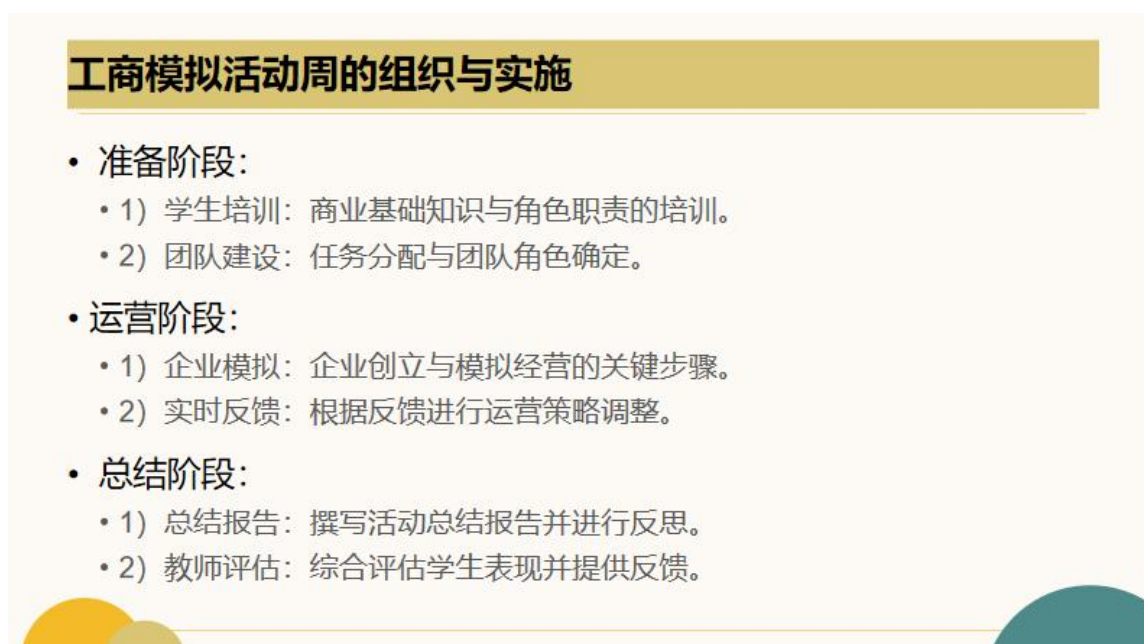 工商模拟活动周的组织与实施
• 准备阶段：
• 1）学生培训：商业基础知识与角色职责的培训。
• 2）团队建设：任务分配与团队角色确定。
• 运营阶段：
• 1）企业模拟：企业创立与模拟经营的关键步骤。
• 2）实时反馈：根据反馈进行运营策略调整。
• 总结阶段：
• 1）总结报告：撰写活动总结报告并进行反思。
• 2）教师评估：综合评估学生表现并提供反馈。